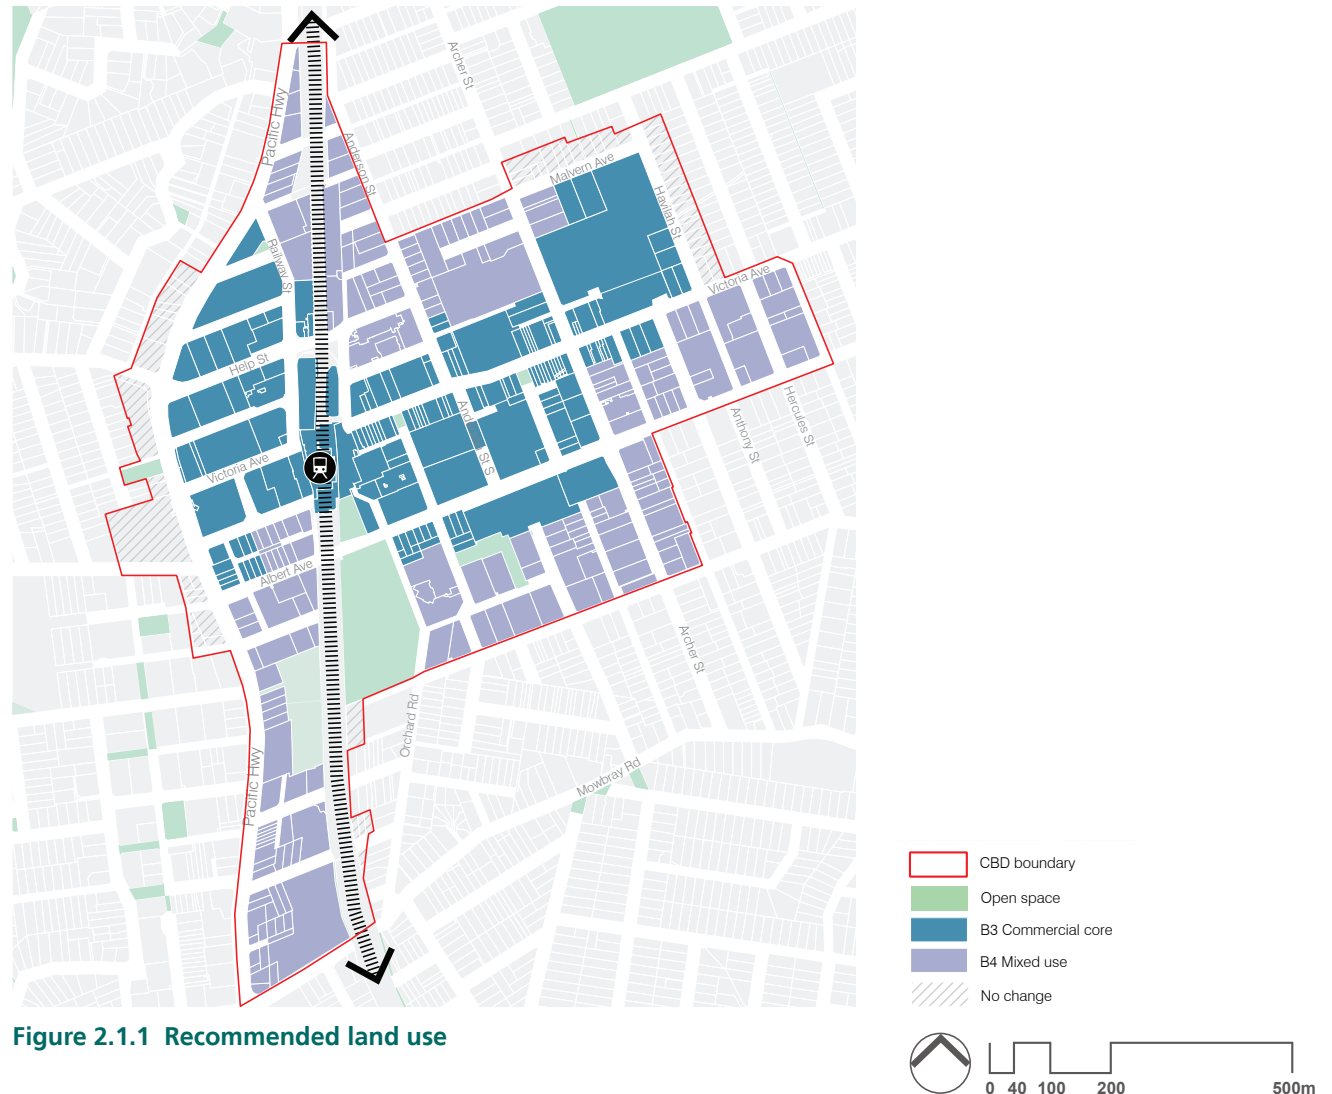 Archer St
Pacific Hwy
Anderson St
Malvern Ave
Havilah St
Railway St
Victoria Ave
Help St
Hercules St
Anthony St
St S
Victoria Ave
Albert Ave
Archer St
Orchard Rd
Pacific Hwy
Mowbray Rd
CBD boundary
Open space
B3 Commercial core
B4 Mixed use
No change
Figure 2.1.1 Recommended land use
0 40 100 200 500m